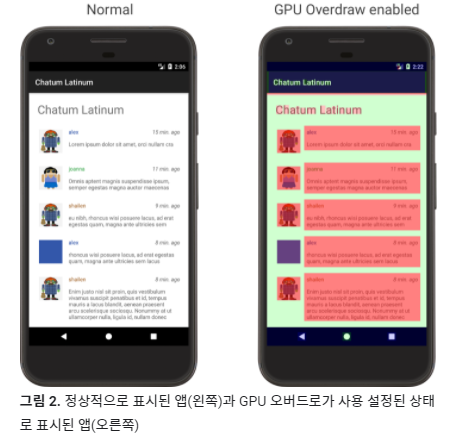 Normal
GPU Overdraw enabled
2:06
2:22
Chatum Latinum
Chatum Latinum
Chatum Latinum
Chatum Latinum
alex
13 min. ago
Lorem ipsum dolor sit amet, orci nullam cra
alex
13 min. ago
Lorem ipsum dolor sit amet, orci nullam cra
joanna
11 min. ago
Omnis aptent magnis suspendisse ipsum,
semper egestas magna auctor maecenas
joanna
11 min. ago
Omnis aptent magnis suspendisse ipsum,
semper egestas magna auctor maecenas
shailen
9 min. ago
eu nibh, rhoncus wisi posuere lacus, ad erat
egestas quam, magna ante ultricies sem
shailen
9 min. ago
eu nibh, rhoncus wisi posuere lacus, ad erat
egestas quam, magna ante ultricies sem
alex
8 min. ago
rhoncus wisi posuere lacus, ad erat egestas
quam, magna ante ultricies sem lacus
alex
8 min. ago
rhoncus wisi posuere lacus, ad erat egestas
quam, magna ante ultricies sem lacus
shailen
8 min. ago
Enim justo nisl sit proin, quis vestibulum
vivamus suscipit penatibus et id, tempus
mauris a lacus blandit, aenean praesent
arcu scelerisque sociosqu. Nonummy at ut
ullamcorper nulla, ligula id, nullam donec
shailen
8 min. ago
Enim justo nisl sit proin, quis vestibulum
vivamus suscipit penatibus et id, tempus
mauris a lacus blandit, aenean praesent
arcu scelerisque sociosqu. Nonummy at ut
ullamcorper nulla, ligula id, nullam donec
그림 2. 정상적으로 표시된 앱(왼쪽)과 GPU 오버드로가 사용 설정된 상태
로 표시된 앱(오른쪽)